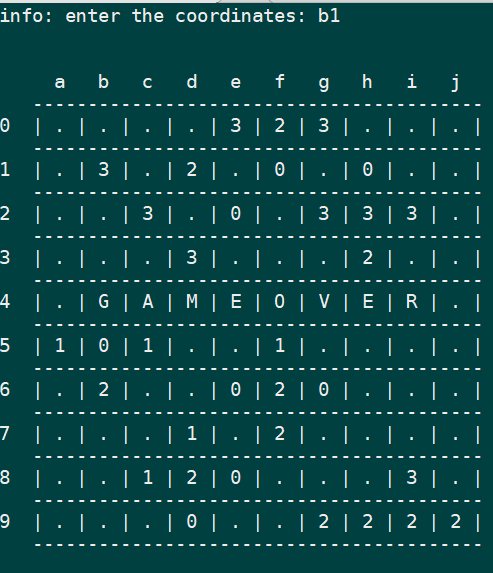 info: enter the coordinates: b1
a b c d e f g h i j
----------------------------------------
0 | . | . | . | . | 3 | 2 | 3 | . | . | . |
----------------------------------------
1 | . | 3 | . | 2 | . | 0 | . | 0 | . | . |
----------------------------------------
2 | . | . | 3 | . | 0 | . | 3 | 3 | 3 | . |
----------------------------------------
3 | . | . | . | 3 | . | . | . | 2 | . | . |
----------------------------------------
4 | . | G | A | M | E | O | V | E | R | . |
----------------------------------------
5 | 1 | 0 | 1 | . | . | 1 | . | . | . | . |
----------------------------------------
6 | . | 2 | . | . | 0 | 2 | 0 | . | . | . |
----------------------------------------
7 | . | . | . | 1 | . | 2 | . | . | . | . |
----------------------------------------
8 | . | . | 1 | 2 | 0 | . | . | . | 3 | . |
----------------------------------------
9 | . | . | . | 0 | . | . | 2 | 2 | 2 | 2 |
----------------------------------------